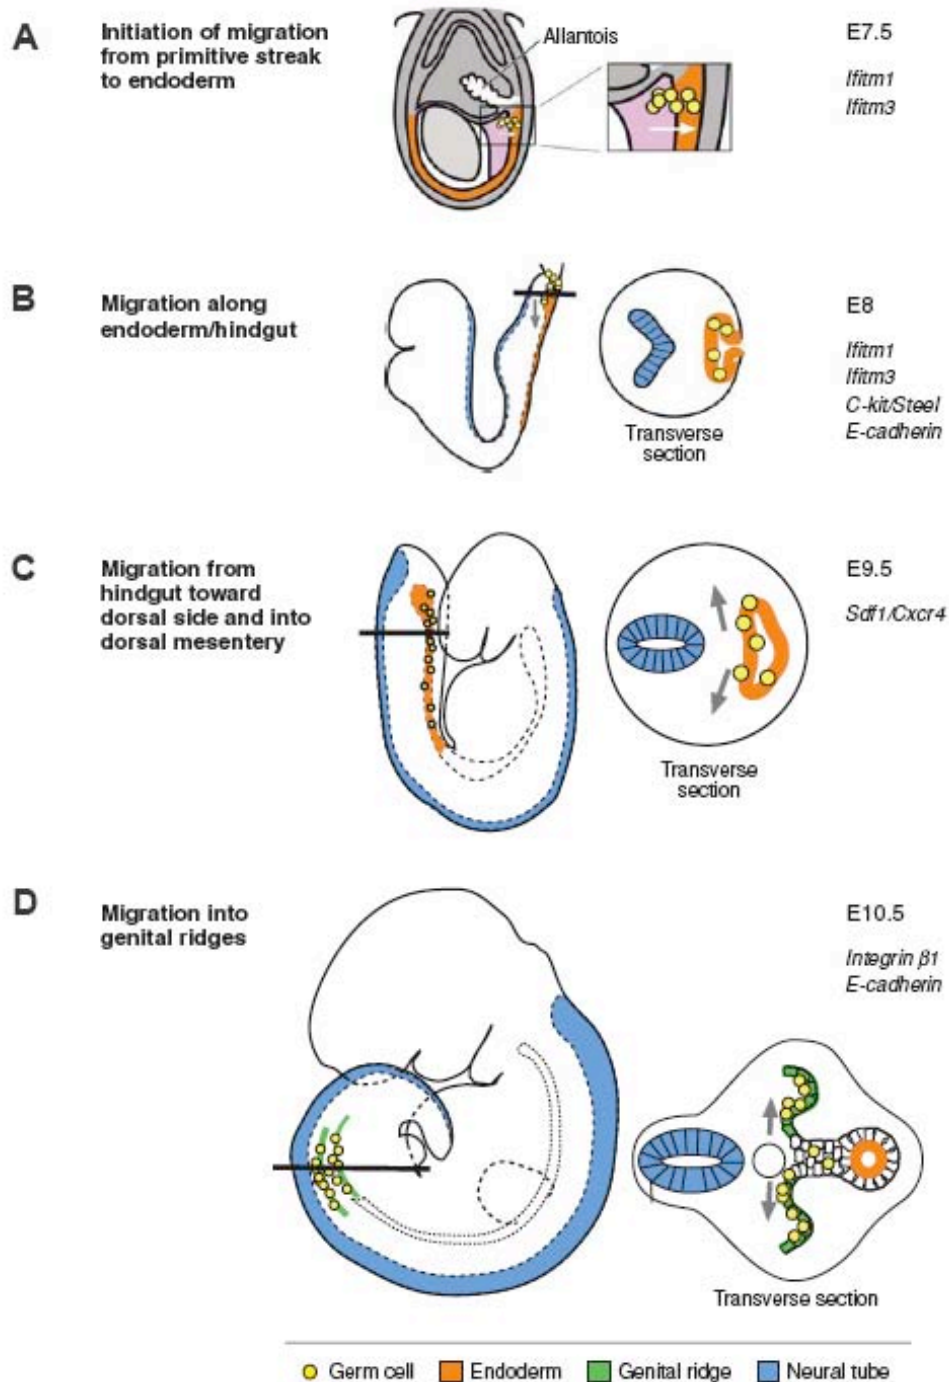 A
Initiation of migration
from primitive streak
to endoderm
Allantois
E7.5
Ifitm1
Ifitm3
B
Migration along
endoderm/hindgut
Transverse
section
E8
Ifitm1
Ifitm3
C-kit/Steel
E-cadherin
C
Migration from
hindgut toward
dorsal side and into
dorsal mesentery
Transverse
section
E9.5
Sdf1/Cxcr4
D
Migration into
genital ridges
E10.5
Integrin β1
E-cadherin
Transverse section
Germ cell Endoderm Genital ridge Neural tube